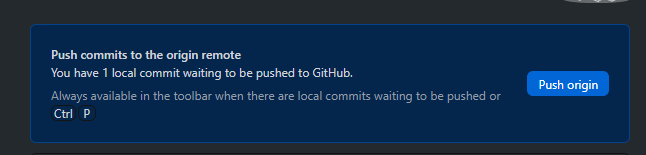 Push commits to the origin remote
You have 1 local commit waiting to be pushed to GitHub.
Always available in the toolbar when there are local commits waiting to be pushed or
Ctrl P
Push origin